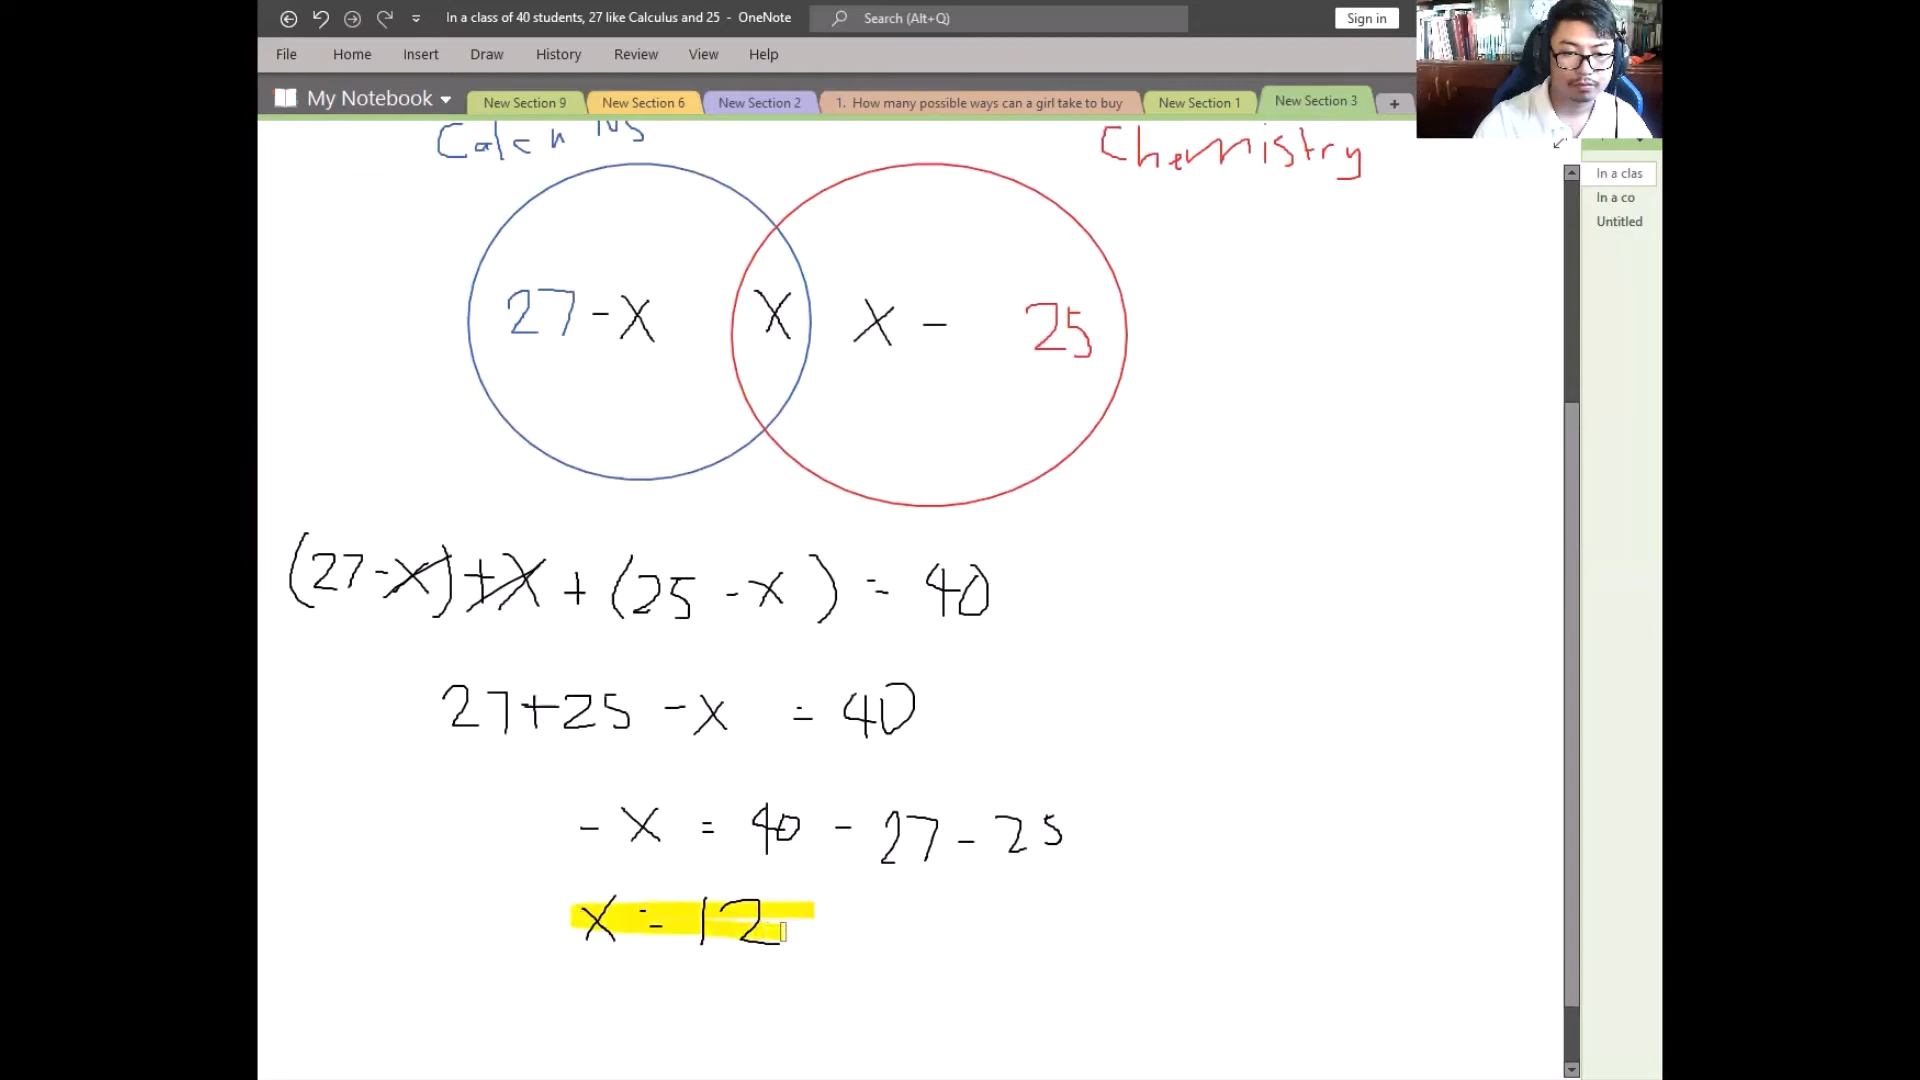 In a class of 40 students, 27 like Calculus and 25 - OneNote
Search (Alt+Q)
Sign in
File Home Insert Draw History Review View Help
My Notebook
New Section 9
New Section 6
New Section 2
1. How many possible ways can a girl take to buy
New Section 1
New Section 3
+
In a clas
In a co
Untitled
Calculus
Chemistry
27 - x
x
x - 25
(27 - x) + x + (25 - x) = 40
27 + 25 - x = 40
- x = 40 - 27 - 25
x = 12